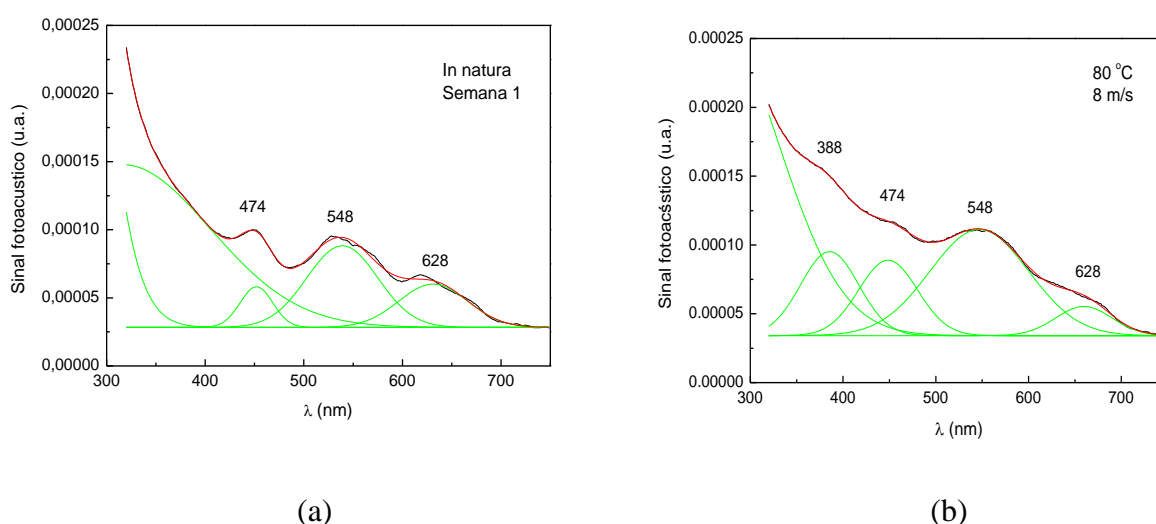 0,00025
0,00020
0,00015
0,00010
0,00005
0,00000
Sinal fotoacustico (u.a.)
In natura
Semana 1
474
548
628
300 400 500 600 700
λ (nm)
(a)
0.00025
0.00020
0.00015
0.00010
0.00005
0.00000
80 °C
8 m/s
388
474
548
628
300 400 500 600 700
λ (nm)
(b)